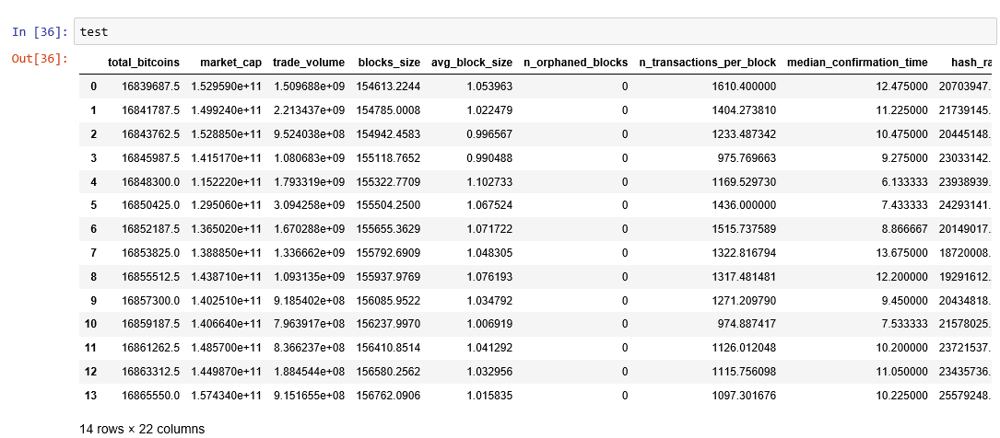 In [36]: test
Out[36]:
total_bitcoins market_cap trade_volume blocks_size avg_block_size n_orphaned_blocks n_transactions_per_block median_confirmation_time hash_ra
0 16839687.5 1.529590e+11 1.509688e+09 154613.2244 1.053963 0 1610.400000 12.475000 20703947.
1 16841787.5 1.499240e+11 2.213437e+09 154785.0008 1.022479 0 1404.273810 11.225000 21739145.
2 16843762.5 1.528850e+11 9.524038e+08 154942.4583 0.996567 0 1233.487342 10.475000 20445148.
3 16845987.5 1.415170e+11 1.080683e+09 155118.7652 0.990488 0 975.769663 9.275000 23033142.
4 16848300.0 1.152220e+11 1.793319e+09 155322.7709 1.102733 0 1169.529730 6.133333 23938939.
5 16850425.0 1.295060e+11 3.094258e+09 155504.2500 1.067524 0 1436.000000 7.433333 24293141.
6 16852187.5 1.365020e+11 1.670288e+09 155655.3629 1.071722 0 1515.737589 8.866667 20149017.
7 16853825.0 1.388850e+11 1.336662e+09 155792.6909 1.048305 0 1322.816794 13.675000 18720008.
8 16855512.5 1.438710e+11 1.093135e+09 155937.9769 1.076193 0 1317.481481 12.200000 19291612.
9 16857300.0 1.402510e+11 9.185402e+08 156085.9522 1.034792 0 1271.209790 9.450000 20434818.
10 16859187.5 1.406640e+11 7.963917e+08 156237.9970 1.006919 0 974.887417 7.533333 21578025.
11 16861262.5 1.485700e+11 8.366237e+08 156410.8514 1.041292 0 1126.012048 10.200000 23721537.
12 16863312.5 1.449870e+11 1.884544e+08 156580.2562 1.032956 0 1115.756098 11.050000 23435736.
13 16865550.0 1.574340e+11 9.151655e+08 156762.0906 1.015835 0 1097.301676 10.225000 25579248.
14 rows × 22 columns